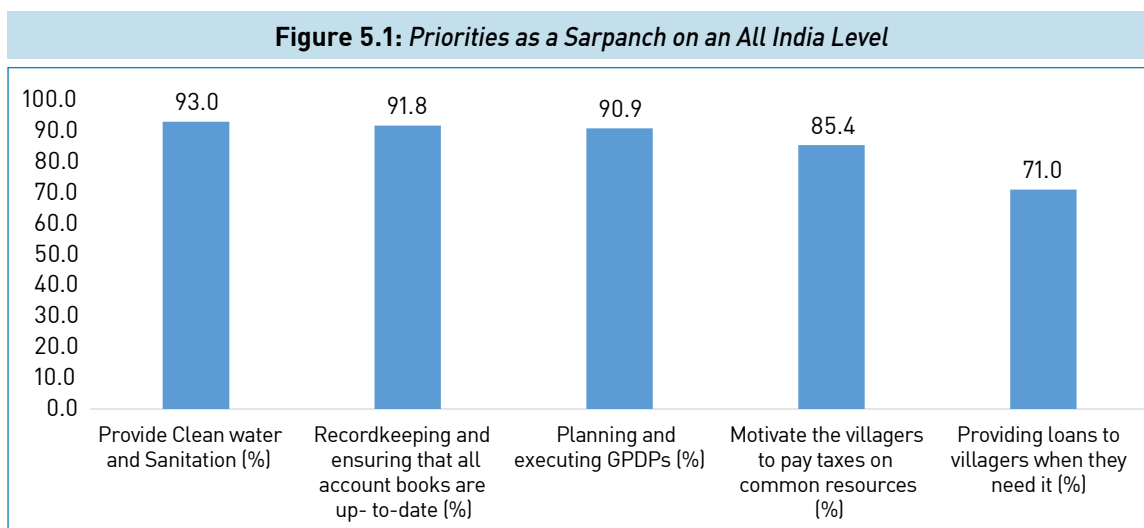 Figure 5.1: Priorities as a Sarpanch on an All India Level
100.0
90.0
80.0
70.0
60.0
50.0
40.0
30.0
20.0
10.0
0.0
93.0
91.8
90.9
85.4
71.0
Provide Clean water
and Sanitation (%)
Recordkeeping and
ensuring that all
account books are
up- to-date (%)
Planning and
executing GPDPs (%)
Motivate the villagers
to pay taxes on
common resources
(%)
Providing loans to
villagers when they
need it (%)